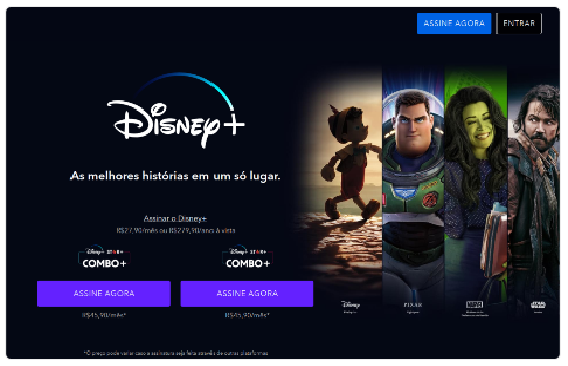 ASSINE AGORA
ENTRAR
Disney+
As melhores histórias em um só lugar.
Assinar o Disney+
R$27,90/mês ou R$279,90/ano à vista
Disney+ STAR+
COMBO+
Disney+ STAR+
COMBO+
ASSINE AGORA
ASSINE AGORA
R$45,90/mês*
R$45,90/mês*
Disney
PIXAR
MARVEL
STAR WARS
*O preço pode variar caso a assinatura seja feita através de outras plataformas